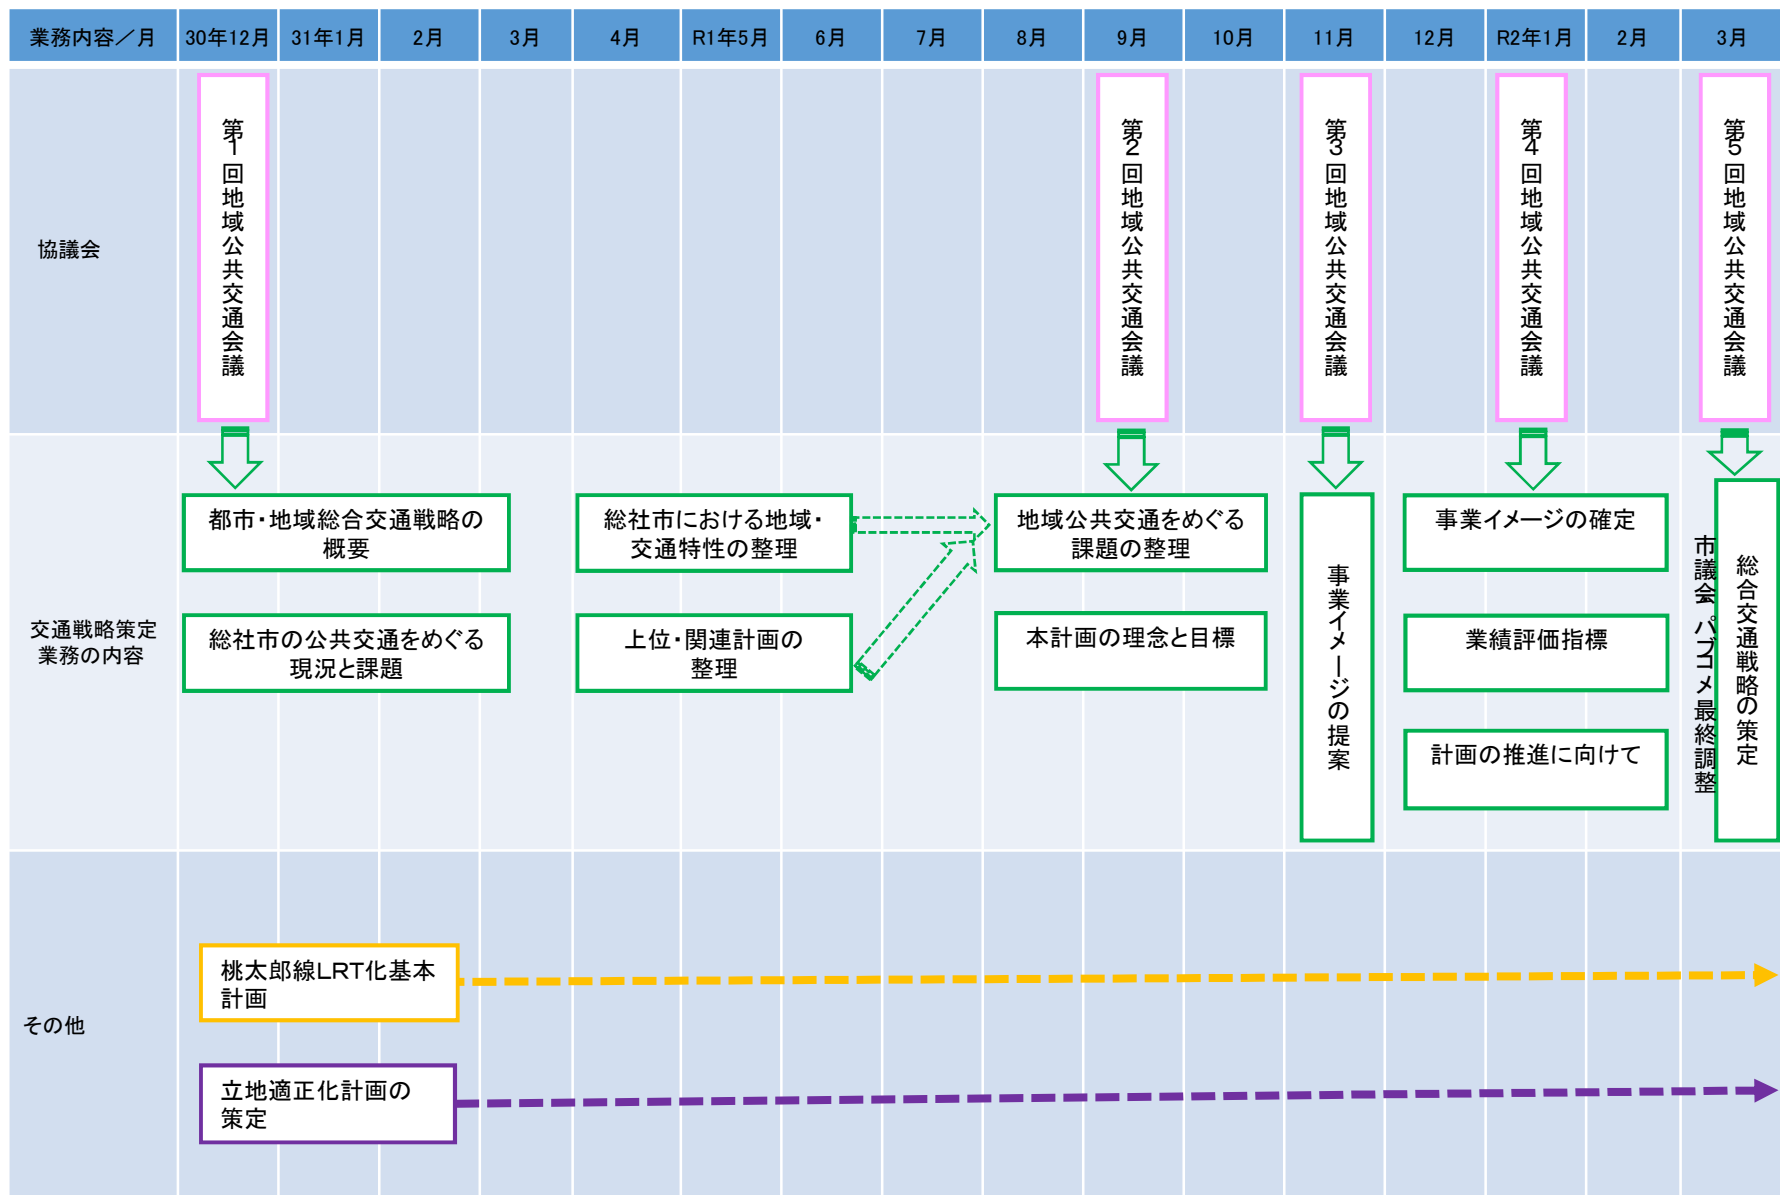 業務内容／月
30年12月
31年1月
2月
3月
4月
R1年5月
6月
7月
8月
9月
10月
11月
12月
R2年1月
2月
3月
協議会
第1回地域公共交通会議
第2回地域公共交通会議
第3回地域公共交通会議
第4回地域公共交通会議
第5回地域公共交通会議
交通戦略策定
業務の内容
都市・地域総合交通戦略の
概要
総社市の公共交通をめぐる
現況と課題
総社市における地域・
交通特性の整理
上位・関連計画の
整理
地域公共交通をめぐる
課題の整理
本計画の理念と目標
事業イメージの提案
事業イメージの確定
業績評価指標
計画の推進に向けて
市議会、パブコメ、最終調整
総合交通戦略の策定
その他
桃太郎線LRT化基本
計画
立地適正化計画の
策定